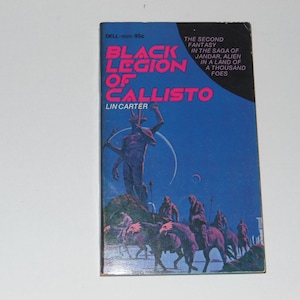 DELL 95c
THE SECOND
FANTASY
IN THE SAGA OF
JANDAR, ALIEN
IN A LAND OF
A THOUSAND
FOES
BLACK
LEGION
OF
CALLISTO
LIN CARTER